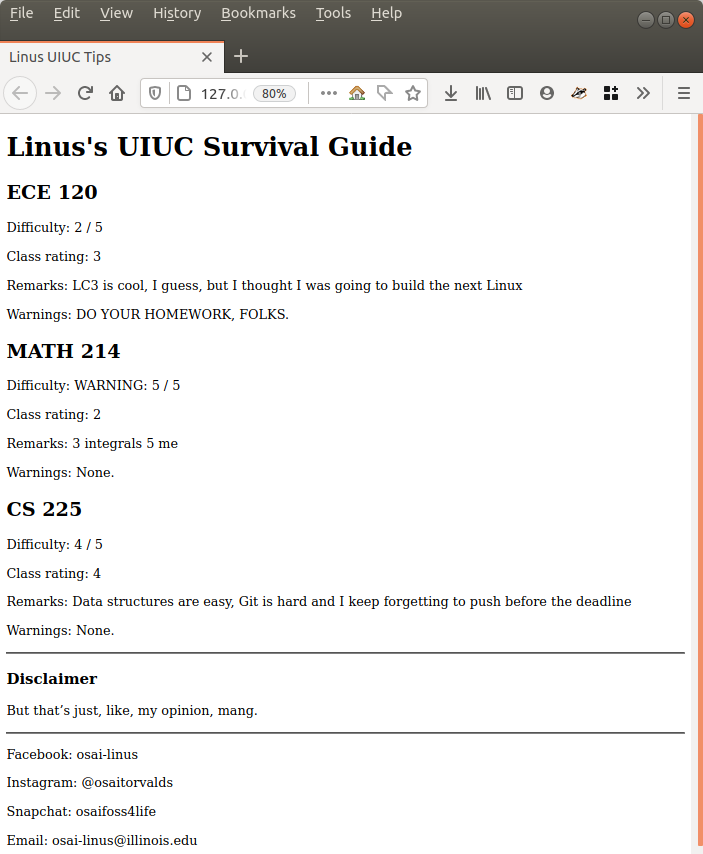 File Edit View History Bookmarks Tools Help
Linus UIUC Tips
127.0. 80%
Linus's UIUC Survival Guide
ECE 120
Difficulty: 2 / 5
Class rating: 3
Remarks: LC3 is cool, I guess, but I thought I was going to build the next Linux
Warnings: DO YOUR HOMEWORK, FOLKS.
MATH 214
Difficulty: WARNING: 5 / 5
Class rating: 2
Remarks: 3 integrals 5 me
Warnings: None.
CS 225
Difficulty: 4 / 5
Class rating: 4
Remarks: Data structures are easy, Git is hard and I keep forgetting to push before the deadline
Warnings: None.
Disclaimer
But that’s just, like, my opinion, mang.
Facebook: osai-linus
Instagram: @osaitorvalds
Snapchat: osaifoss4life
Email: osai-linus@illinois.edu